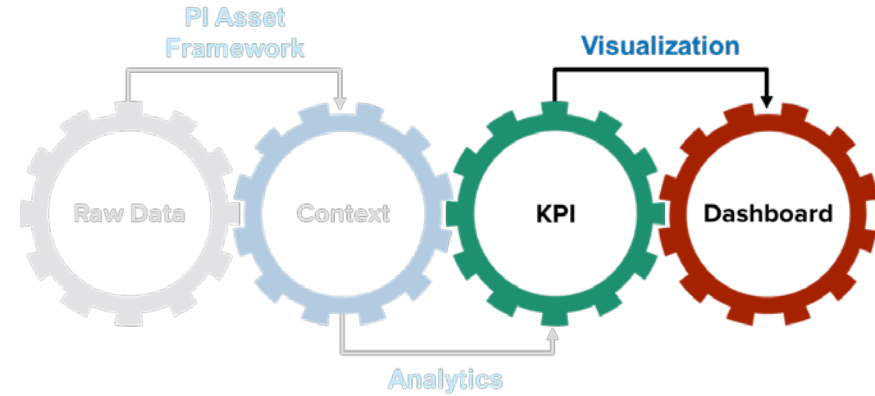 PI Asset
Framework
Visualization
Raw Data
Context
KPI
Dashboard
Analytics